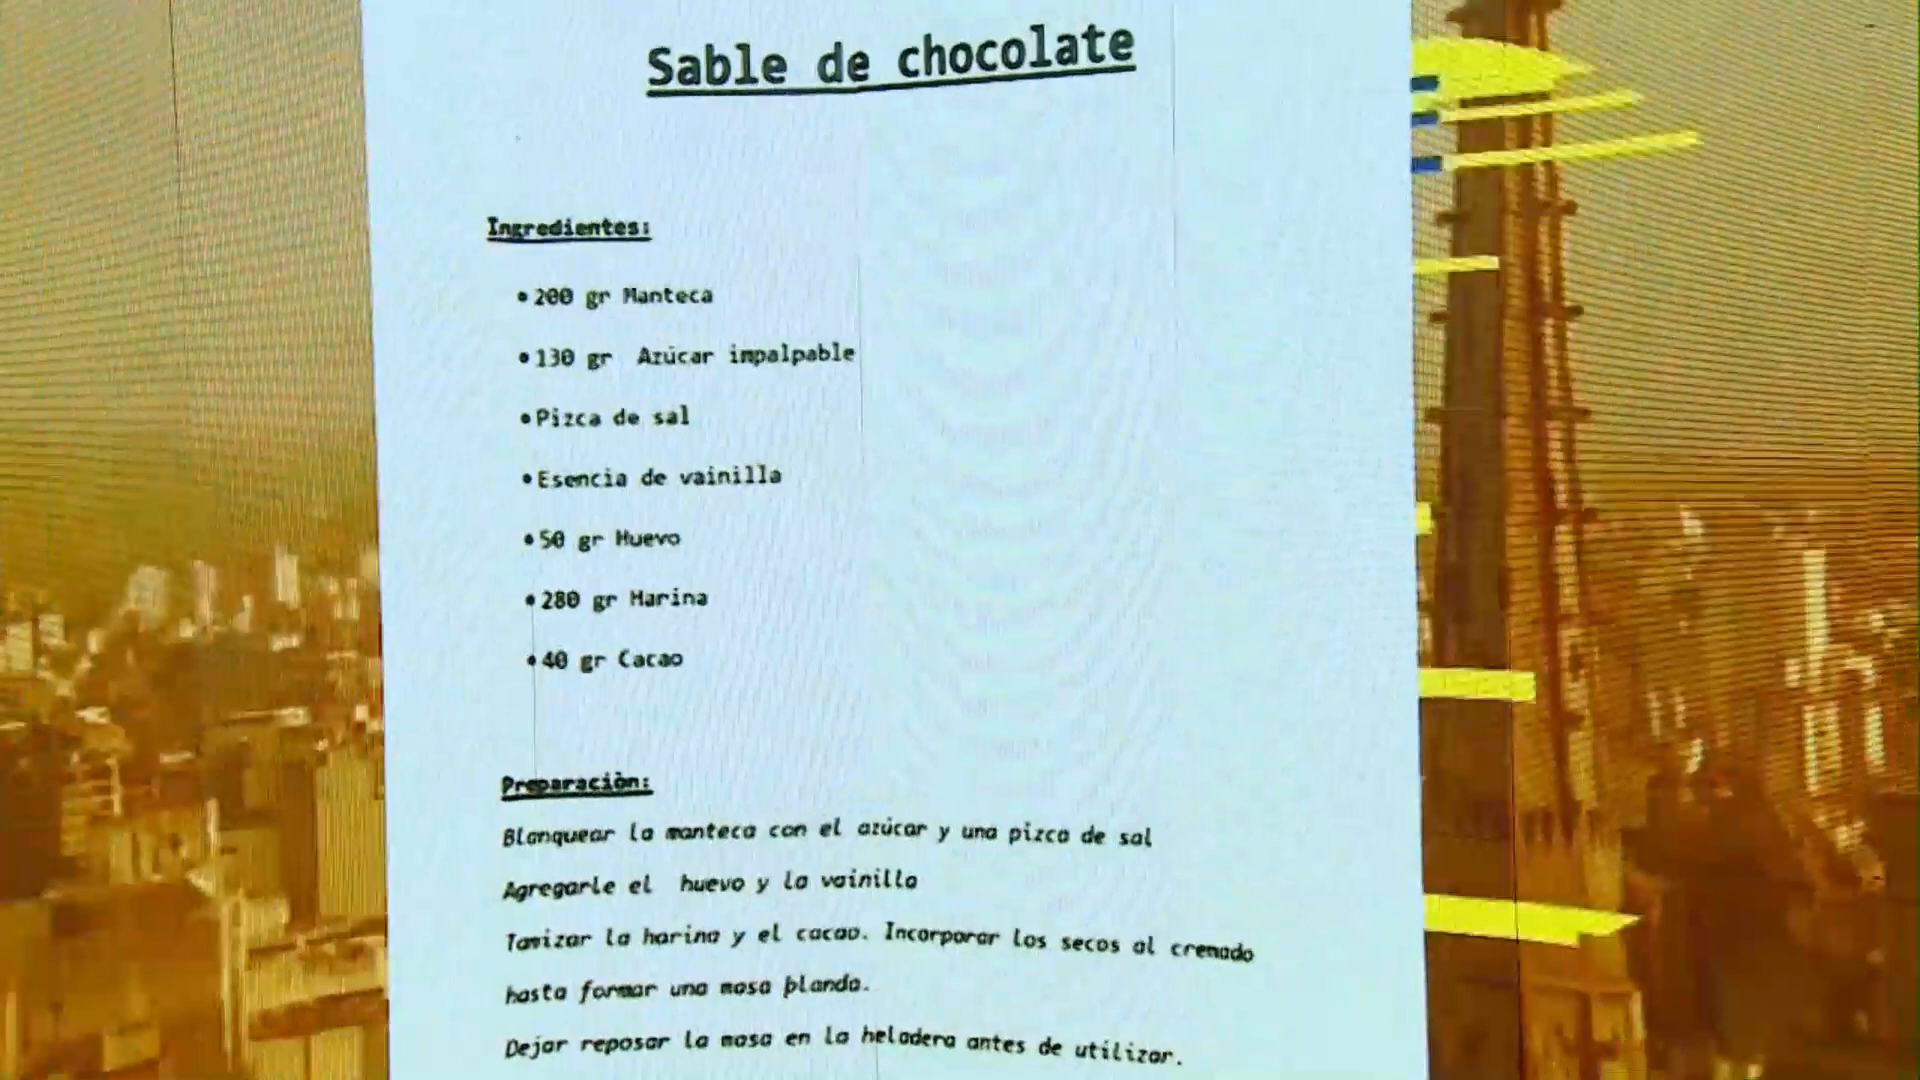 Sable de chocolate
Ingredientes:
•200 gr Manteca
•130 gr Azúcar impalpable
•Pizca de sal
•Esencia de vainilla
•50 gr Huevo
•280 gr Harina
•40 gr Cacao
Preparaciòn:
Blanquear la manteca con el azúcar y una pizca de sal
Agregarle el huevo y la vainilla
Tamizar la harina y el cacao. Incorporar los secos al cremado
hasta formar una masa blanda.
Dejar reposar la masa en la heladera antes de utilizar.